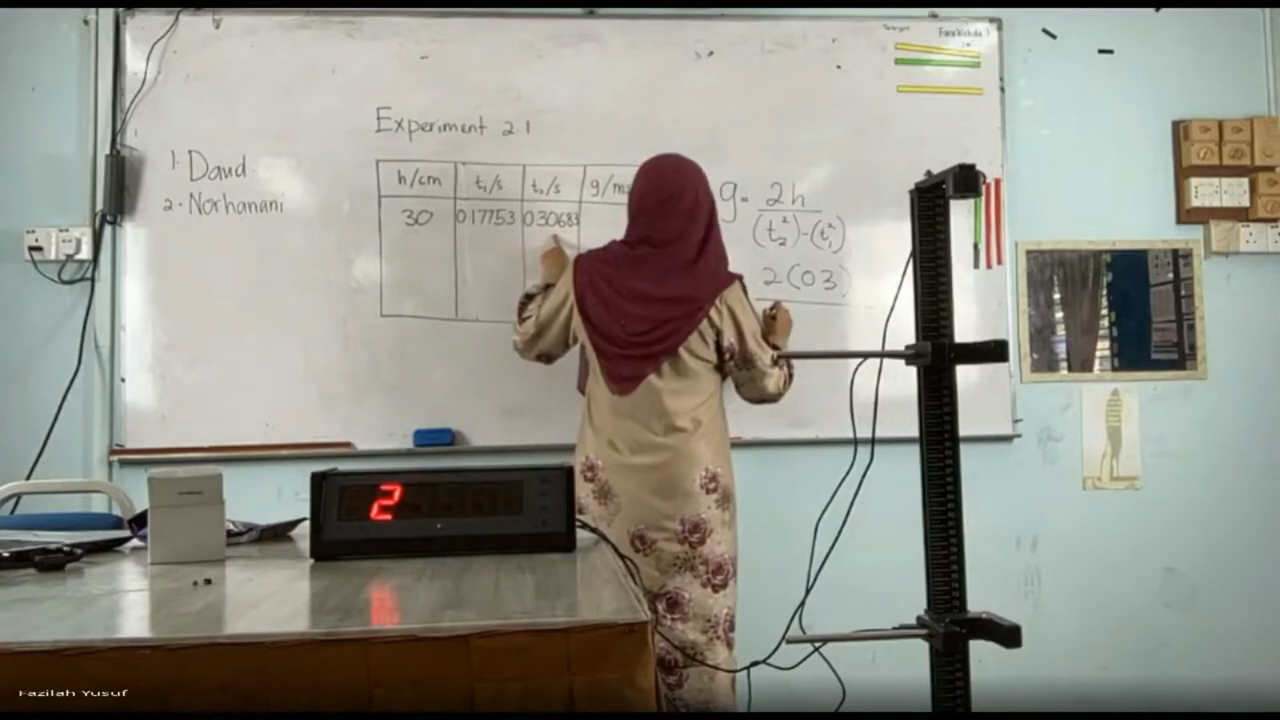 Experiment 2.1
1. Daud
2. Norhanani
h/cm t₁/s t₂/s g/ms
30 0.17753 0.30683
g = 2h
(t₂²)-(t₁²)
2(0.3)
2
Fazilah Yusuf